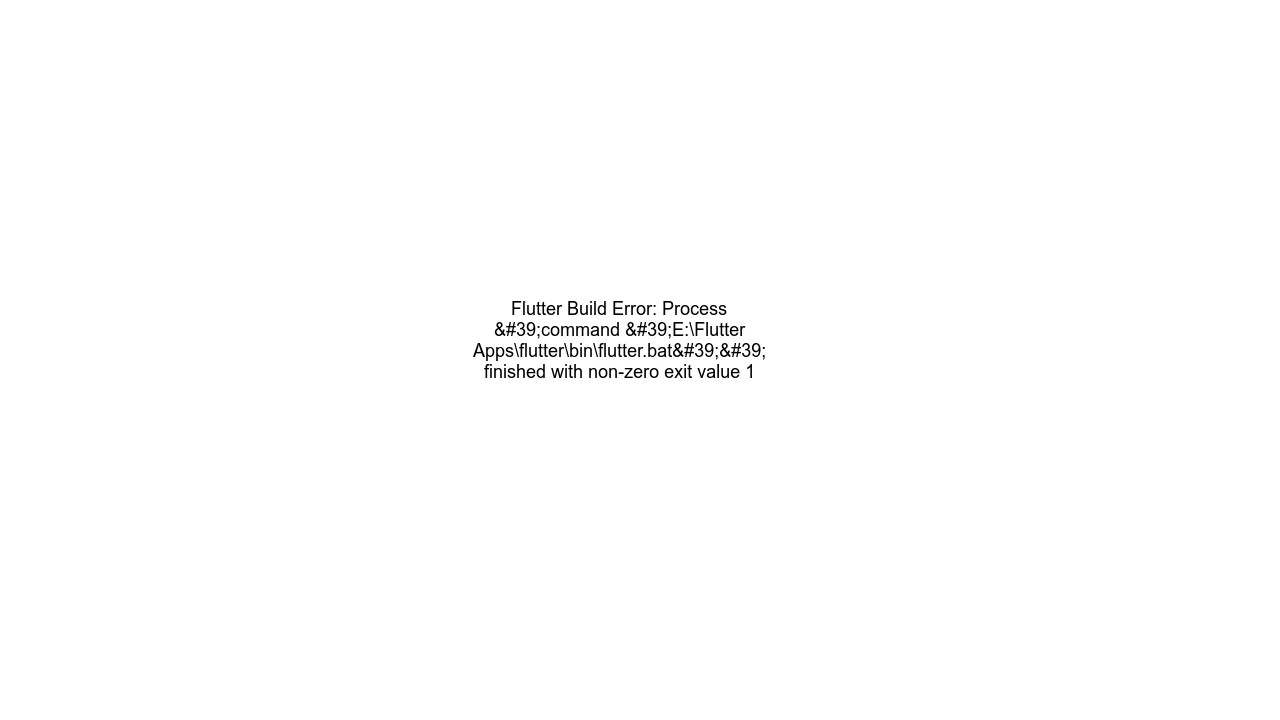 Flutter Build Error: Process
&#39;command &#39;E:\Flutter
Apps\flutter\bin\flutter.bat&#39;&#39;
finished with non-zero exit value 1